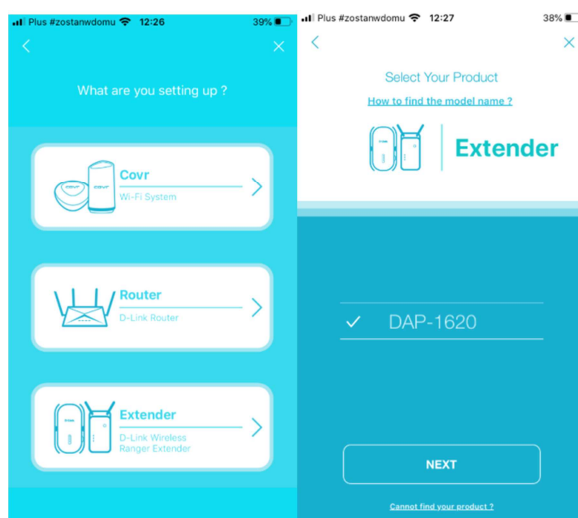 Plus #zostanwdomu 12:26 39%
What are you setting up ?
Covr
Wi-Fi System
Router
D-Link Router
Extender
D-Link Wireless
Ranger Extender
Plus #zostanwdomu 12:27 38%
Select Your Product
How to find the model name ?
Extender
DAP-1620
NEXT
Cannot find your product ?